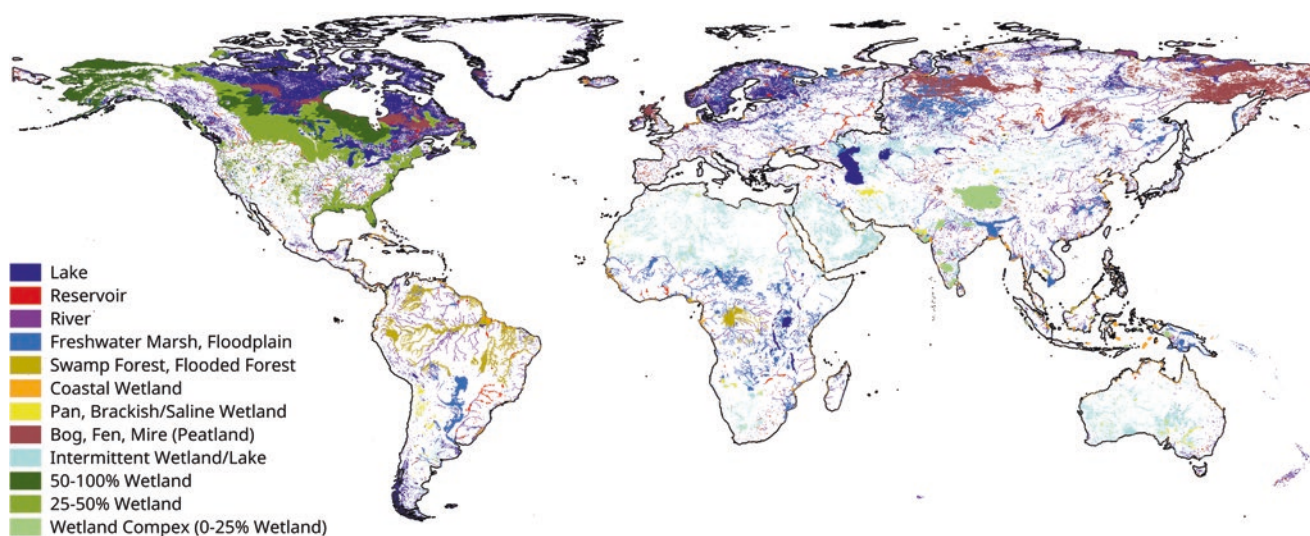 Lake
Reservoir
River
Freshwater Marsh, Floodplain
Swamp Forest, Flooded Forest
Coastal Wetland
Pan, Brackish/Saline Wetland
Bog, Fen, Mire (Peatland)
Intermittent Wetland/Lake
50-100% Wetland
25-50% Wetland
Wetland Compex (0-25% Wetland)